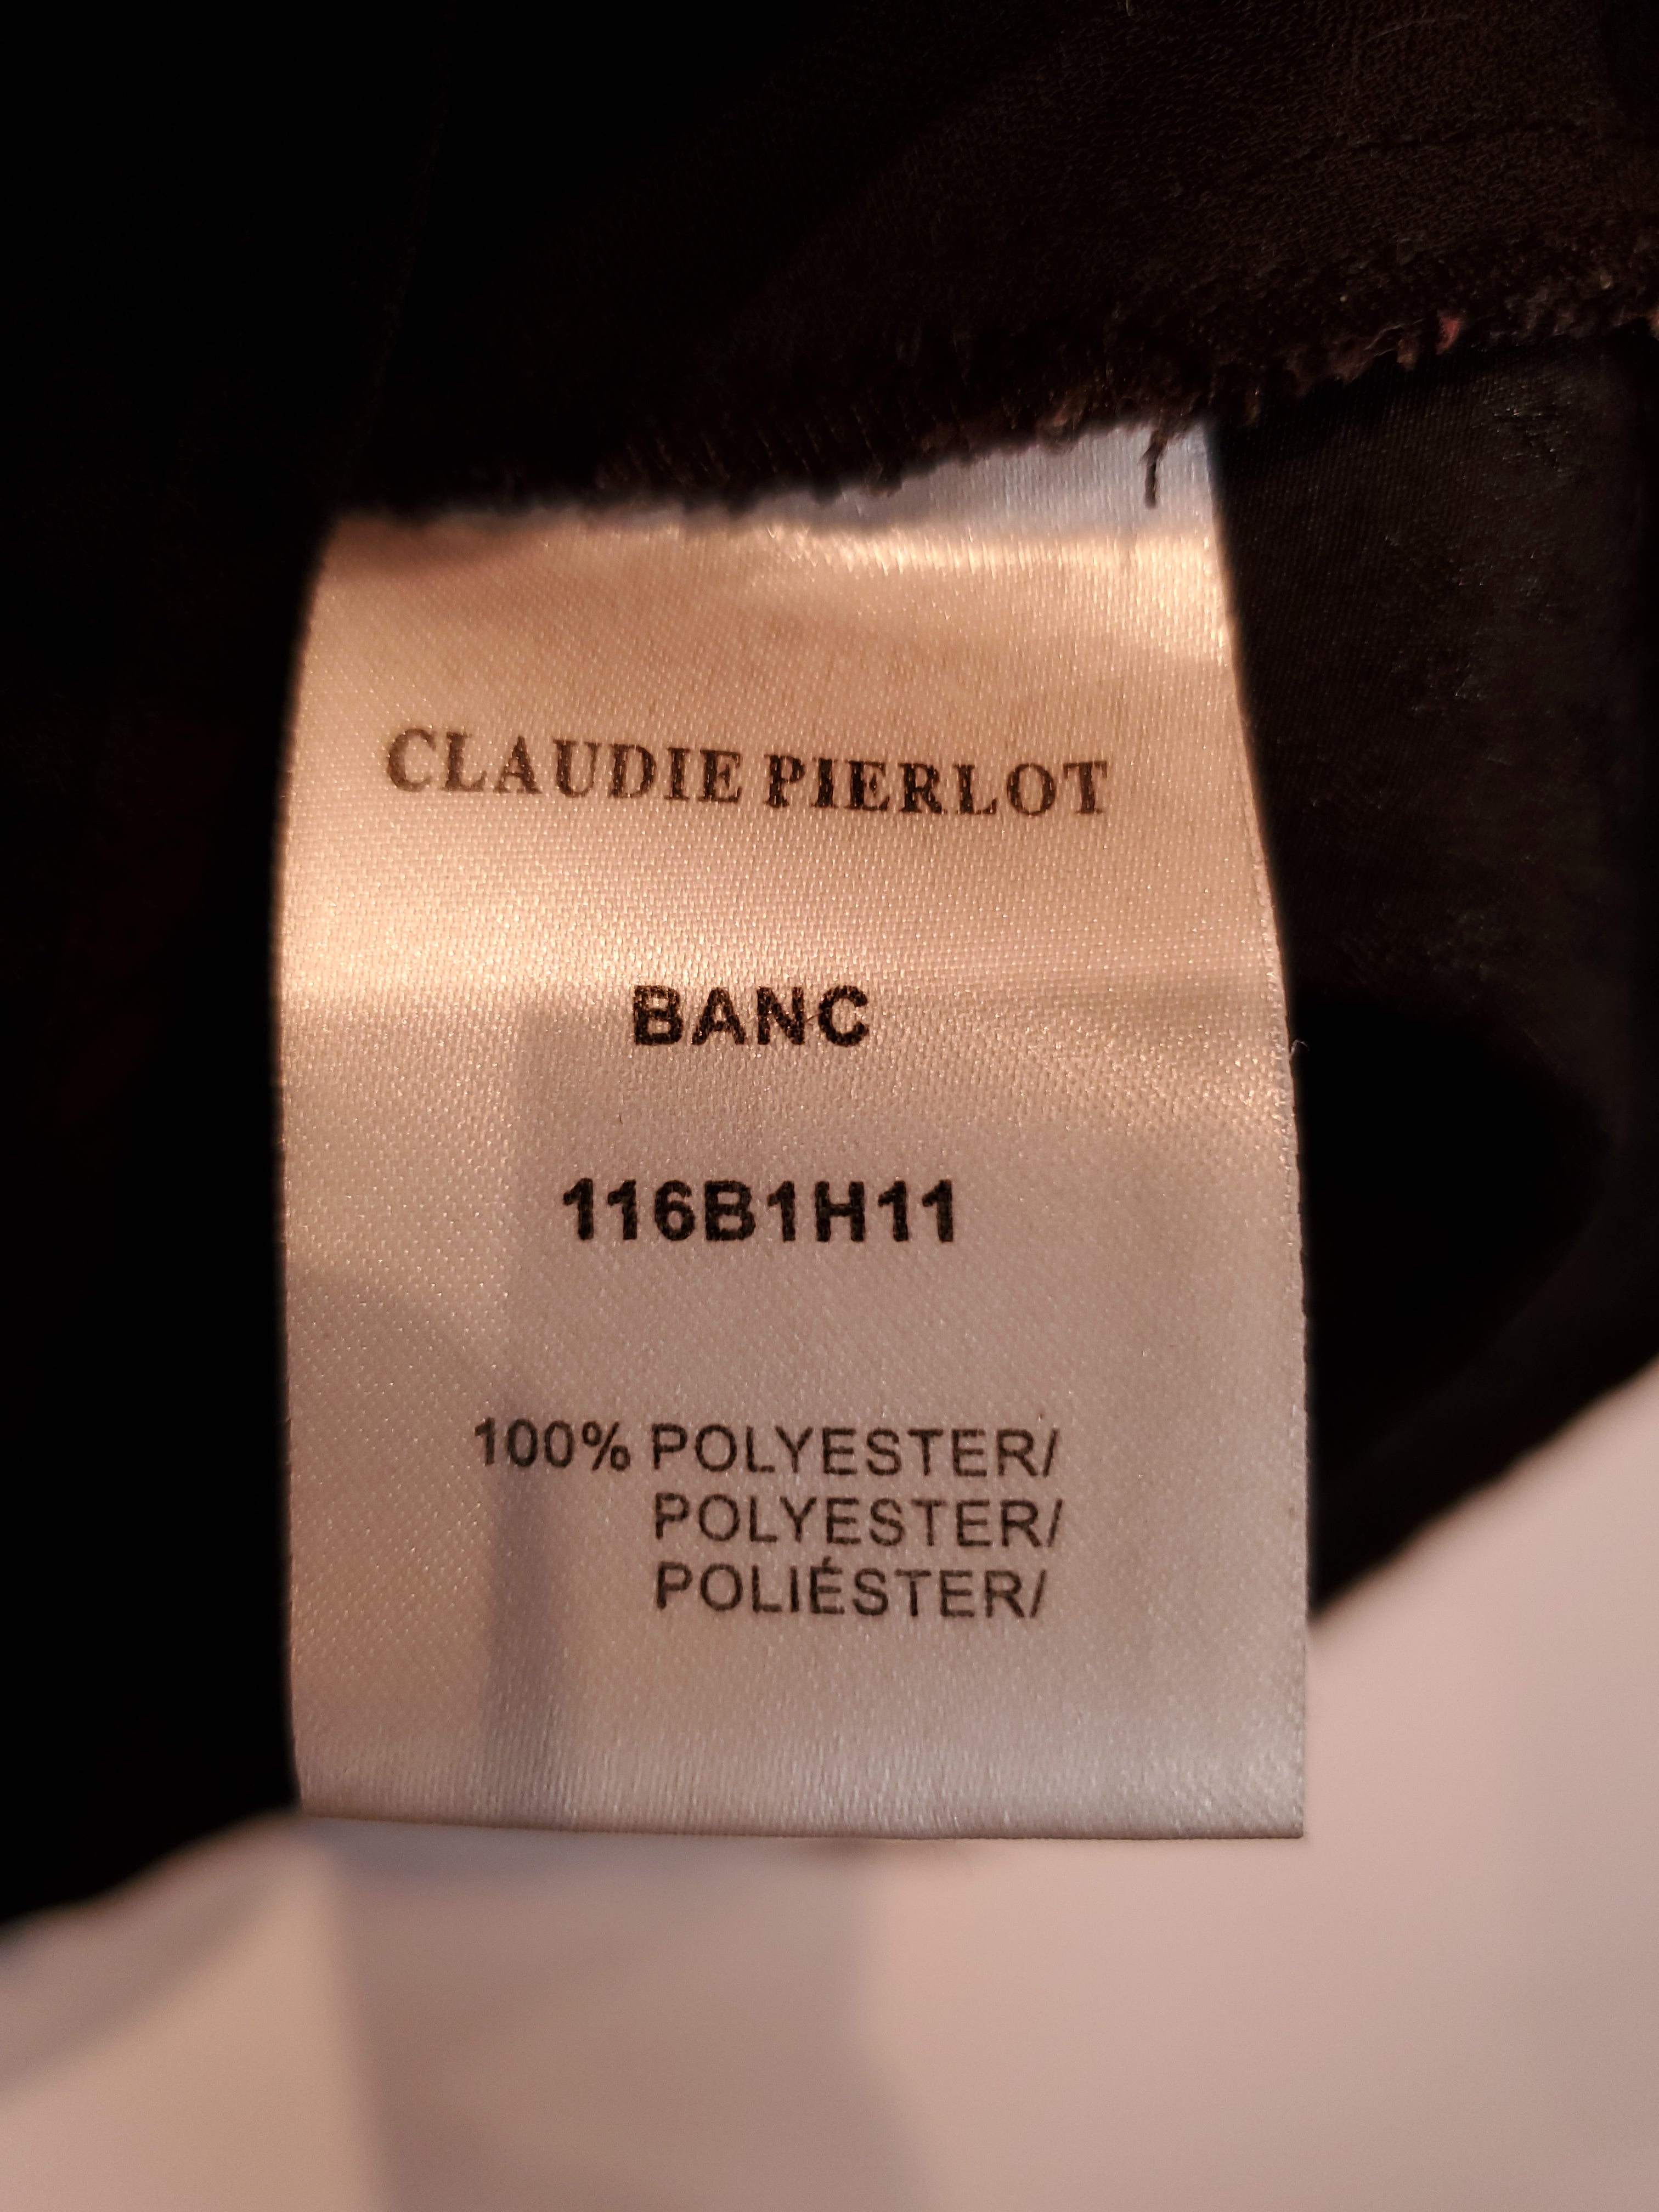 CLAUDIE PIERLOT
BANC
116B1H11
100% POLYESTER/
POLYESTER/
POLIÉSTER/